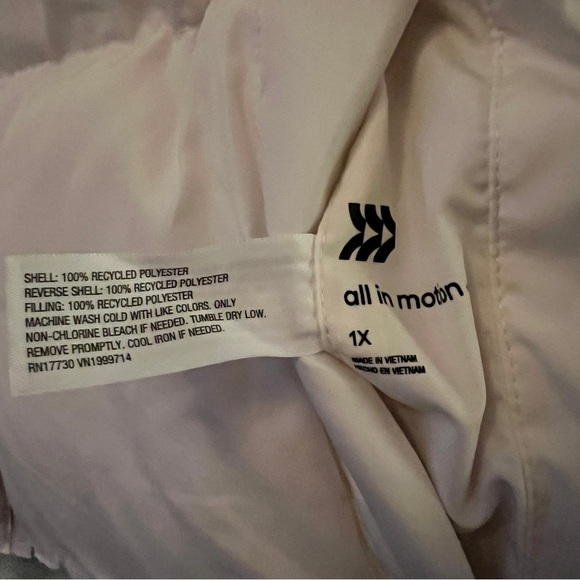 SHELL: 100% RECYCLED POLYESTER
REVERSE SHELL: 100% RECYCLED POLYESTER
FILLING: 100% RECYCLED POLYESTER
MACHINE WASH COLD WITH LIKE COLORS. ONLY
NON-CHLORINE BLEACH IF NEEDED. TUMBLE DRY LOW.
REMOVE PROMPTLY. COOL IRON IF NEEDED.
RN17730 VN1999714
all in motion
1X
MADE IN VIETNAM
HECHO EN VIETNAM